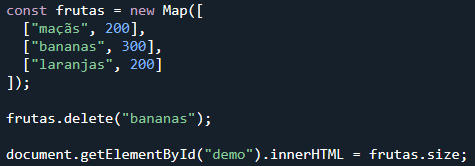 const frutas = new Map([
  ["maçãs", 200],
  ["bananas", 300],
  ["laranjas", 200]
]);

frutas.delete("bananas");

document.getElementById("demo").innerHTML = frutas.size;